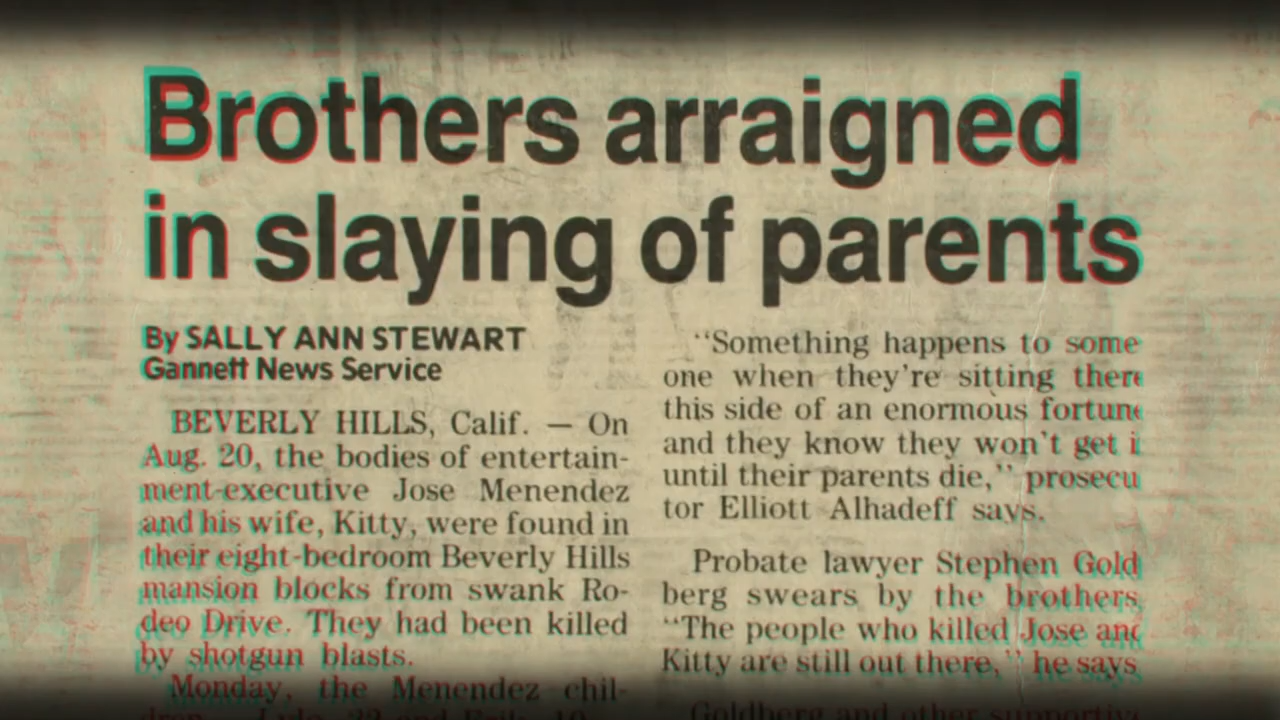 Brothers arraigned
in slaying of parents
By SALLY ANN STEWART
Gannett News Service
BEVERLY HILLS, Calif. — On
Aug. 20, the bodies of entertain-
ment-executive Jose Menendez
and his wife, Kitty, were found in
their eight-bedroom Beverly Hills
mansion blocks from swank Ro-
deo Drive. They had been killed
by shotgun blasts.
Monday, the Menendez chil-
"Something happens to some
one when they're sitting there
this side of an enormous fortune
and they know they won't get i
until their parents die," prosecu
tor Elliott Alhadeff says.
Probate lawyer Stephen Gold
berg swears by the brothers.
"The people who killed Jose and
Kitty are still out there," he says.
Goldberg and other supportive